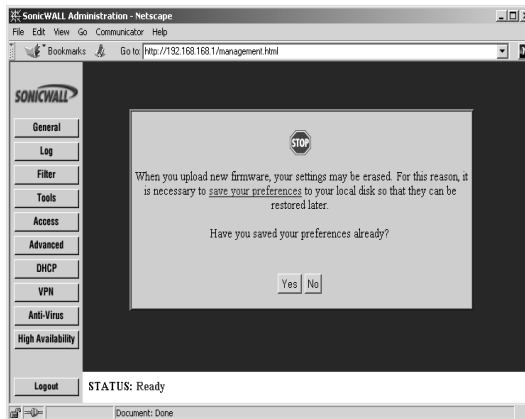 SonicWALL Administration - Netscape
File Edit View Go Communicator Help
Bookmarks Go to: http://192.168.168.1/management.html
SONICWALL
General
Log
Filter
Tools
Access
Advanced
DHCP
VPN
Anti-Virus
High Availability
Logout
STOP
When you upload new firmware, your settings may be erased. For this reason, it
is necessary to save your preferences to your local disk so that they can be
restored later.
Have you saved your preferences already?
Yes No
STATUS: Ready
Document: Done